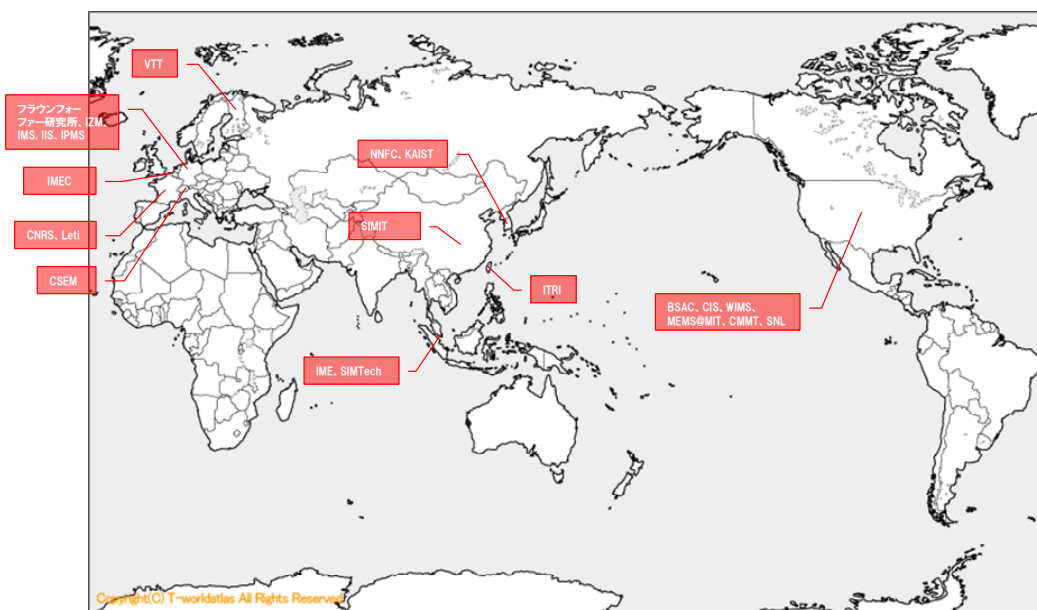 VTT
フラウンフォー
ファー研究所、IZM、
IMS、IIS、IPMS
NNFC、KAIST
IMEC
SIMIT
CNRS、Leti
CSEM
ITRI
BSAC、CIS、WIMS、
MEMS@MIT、CMMT、SNL
IME、SIMTech
Copyright(C) T-worldatlas All Rights Reserved